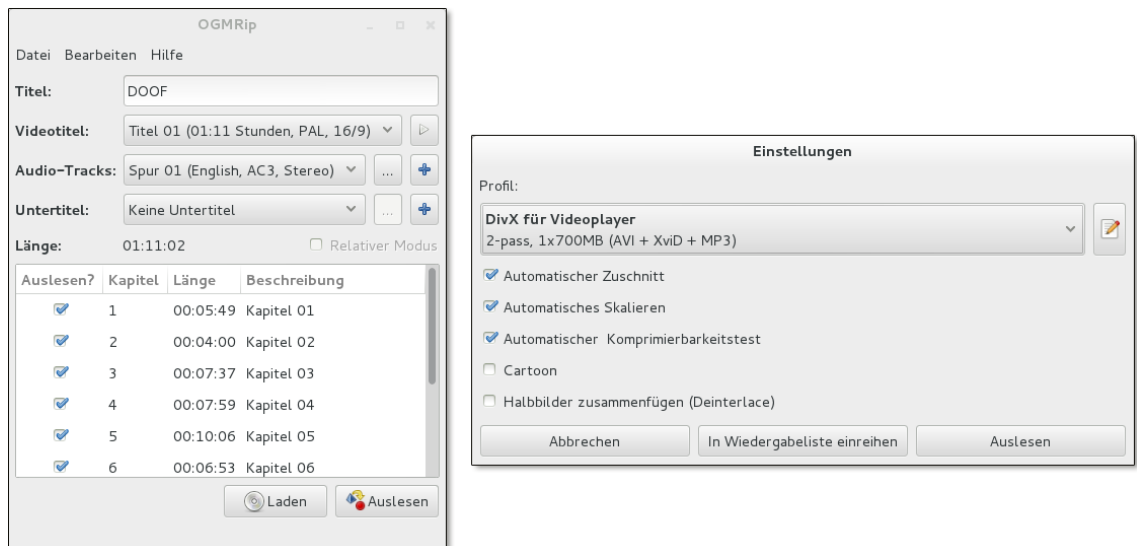 OGMRip
Datei Bearbeiten Hilfe
Titel: DOOF
Videotitel: Titel 01 (01:11 Stunden, PAL, 16/9)
Audio-Tracks: Spur 01 (English, AC3, Stereo) ...
Untertitel: Keine Untertitel ...
Länge: 01:11:02 Relativer Modus
Auslesen? Kapitel Länge Beschreibung
1 00:05:49 Kapitel 01
2 00:04:00 Kapitel 02
3 00:07:37 Kapitel 03
4 00:07:59 Kapitel 04
5 00:10:06 Kapitel 05
6 00:06:53 Kapitel 06
Laden Auslesen
Einstellungen
Profil:
DivX für Videoplayer
2-pass, 1x700MB (AVI + XviD + MP3)
Automatischer Zuschnitt
Automatisches Skalieren
Automatischer Komprimierbarkeitstest
Cartoon
Halbbilder zusammenfügen (Deinterlace)
Abbrechen In Wiedergabeliste einreihen Auslesen